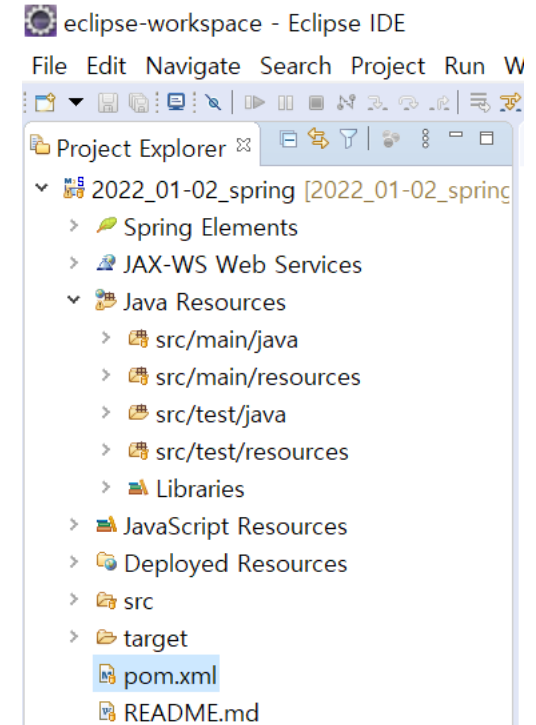 eclipse-workspace - Eclipse IDE
File Edit Navigate Search Project Run W
Project Explorer
2022_01-02_spring [2022_01-02_spring
Spring Elements
JAX-WS Web Services
Java Resources
src/main/java
src/main/resources
src/test/java
src/test/resources
Libraries
JavaScript Resources
Deployed Resources
src
target
pom.xml
README.md